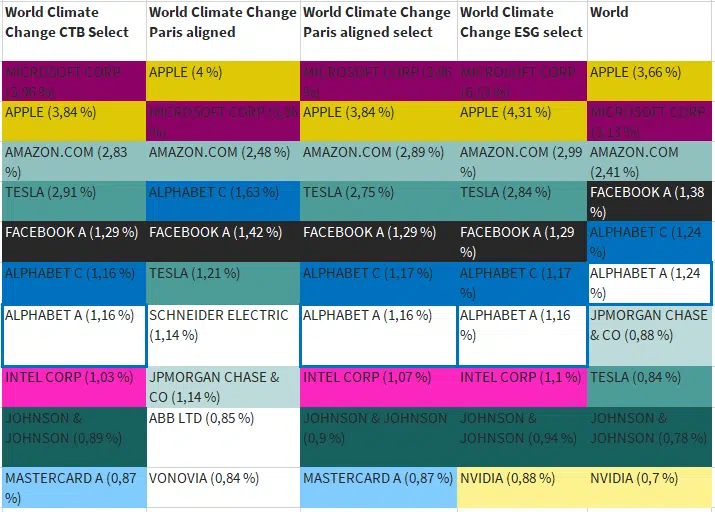 World Climate
Change CTB Select
World Climate Change
Paris aligned
World Climate Change
Paris aligned select
World Climate
Change ESG select
World
MICROSOFT CORP
APPLE (4 %)
MICROSOFT CORP
%)
MICROSOFT CORP
APPLE (3,66 %)
APPLE (3,84 %)
MICROSOFT CORP
%)
APPLE (3,84 %)
APPLE (4,31 %)
MICROSOFT CORP
(3,13 %)
AMAZON.COM (2,83
%)
AMAZON.COM (2,48 %)
AMAZON.COM (2,89 %)
AMAZON.COM (2,99
%)
AMAZON.COM
(2,41 %)
TESLA (2,91 %)
ALPHABET C (1,63 %)
TESLA (2,75 %)
TESLA (2,84 %)
FACEBOOK A (1,38
%)
FACEBOOK A (1,29 %)
FACEBOOK A (1,42 %)
FACEBOOK A (1,29 %)
FACEBOOK A (1,29
%)
ALPHABET C (1,24
%)
ALPHABET C (1,16 %)
TESLA (1,21 %)
ALPHABET C (1,17 %)
ALPHABET C (1,17
%)
ALPHABET A (1,24
%)
ALPHABET A (1,16 %)
SCHNEIDER ELECTRIC
(1,14 %)
ALPHABET A (1,16 %)
ALPHABET A (1,16
%)
JPMORGAN CHASE
& CO (0,88 %)
INTEL CORP (1,03 %)
JPMORGAN CHASE &
CO (1,14 %)
INTEL CORP (1,07 %)
INTEL CORP (1,1 %)
TESLA (0,84 %)
JOHNSON &
JOHNSON (0,89 %)
ABB LTD (0,85 %)
JOHNSON & JOHNSON
(0,9 %)
JOHNSON &
JOHNSON (0,94 %)
JOHNSON &
JOHNSON (0,78 %)
MASTERCARD A (0,87
%)
VONOVIA (0,84 %)
MASTERCARD A (0,87 %)
NVIDIA (0,88 %)
NVIDIA (0,7 %)